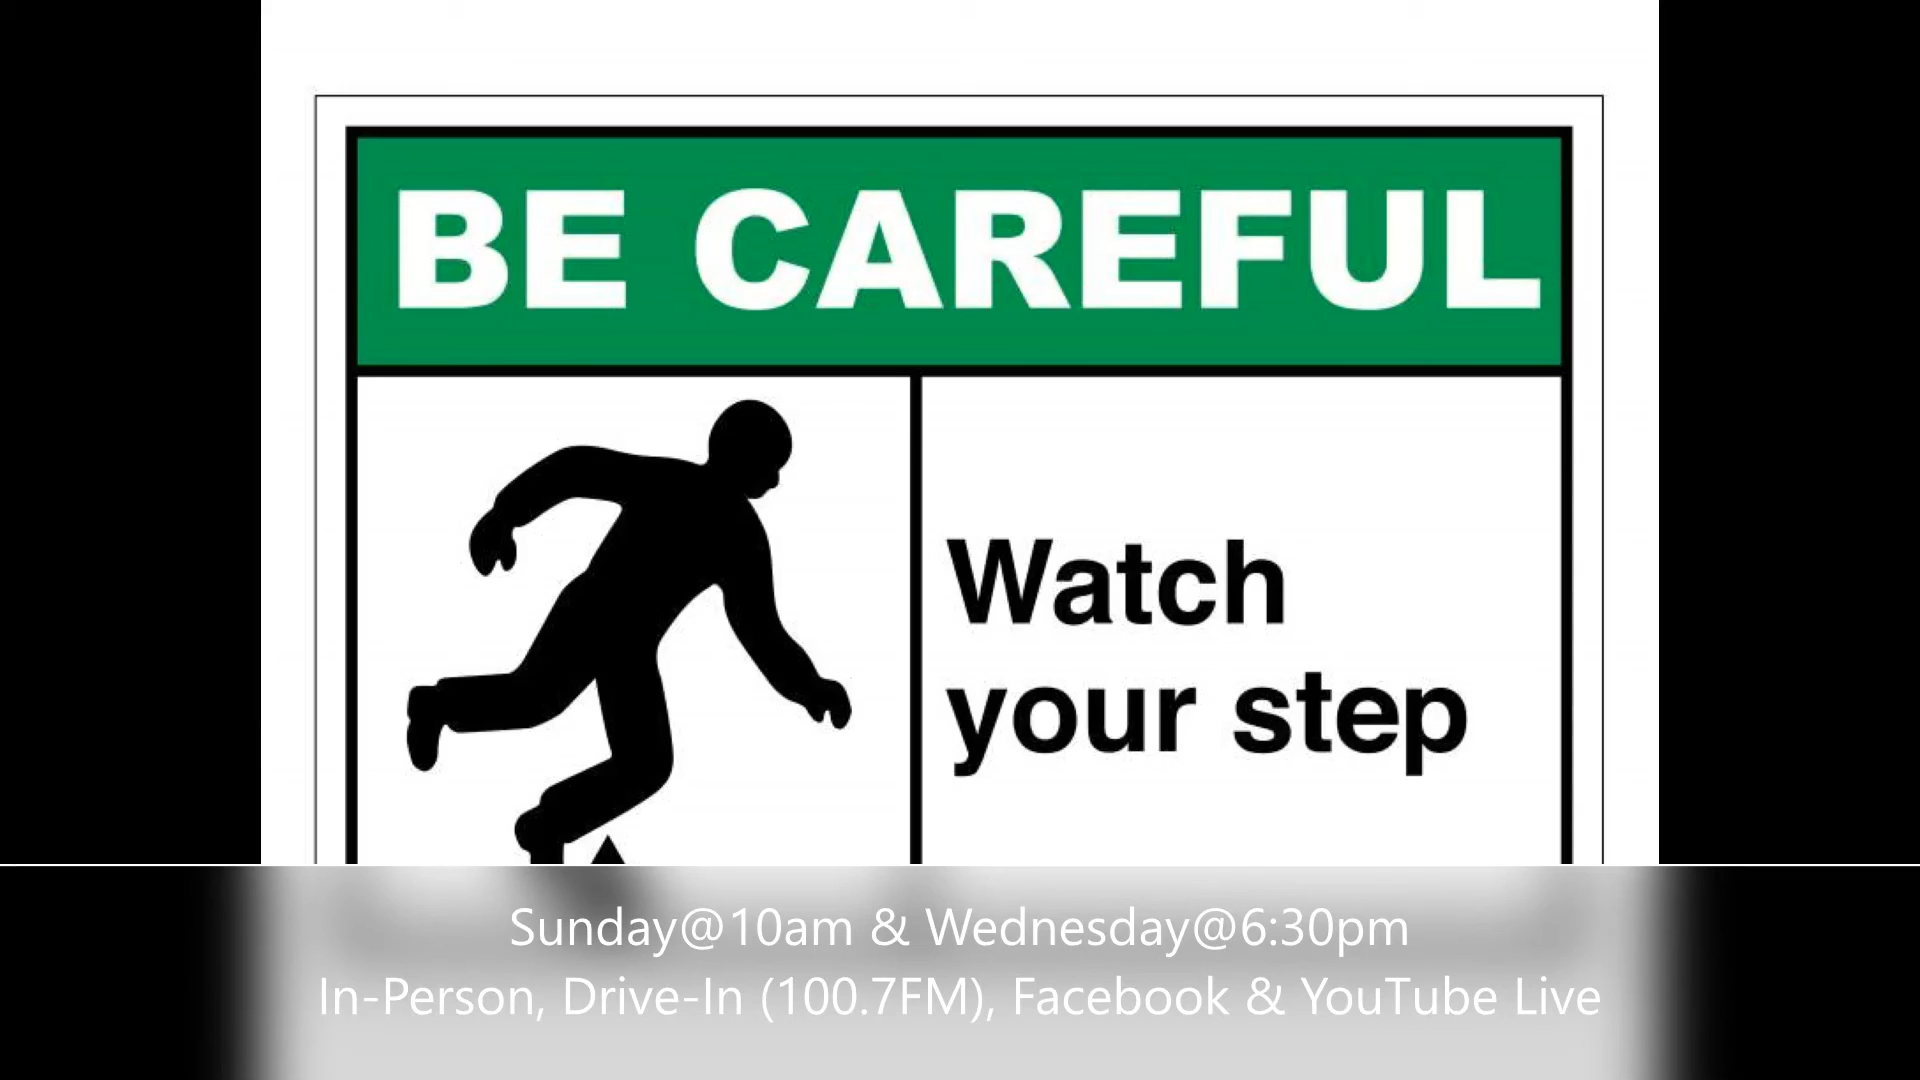 BE CAREFUL
Watch
your step
Sunday@10am & Wednesday@6:30pm
In-Person, Drive-In (100.7FM), Facebook & YouTube Live